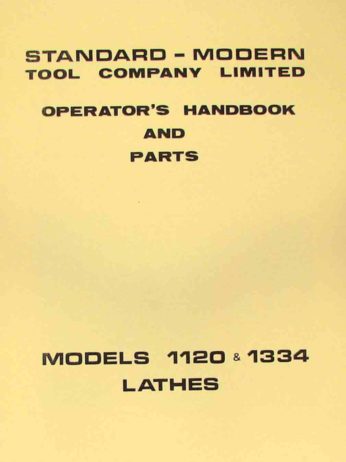 STANDARD - MODERN
TOOL COMPANY LIMITED
OPERATOR'S HANDBOOK
AND
PARTS
MODELS 1120 & 1334
LATHES